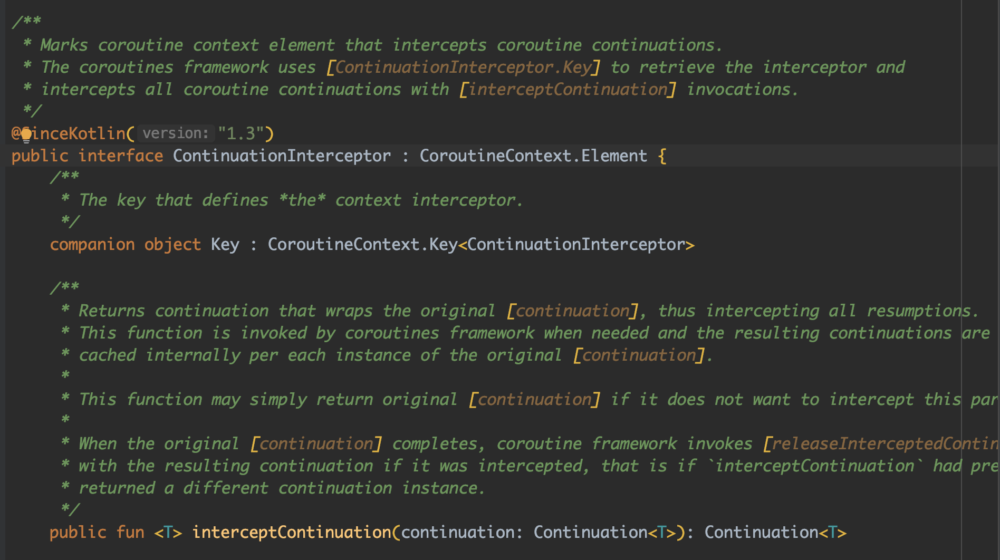 /**
 * Marks coroutine context element that intercepts coroutine continuations.
 * The coroutines framework uses [ContinuationInterceptor.Key] to retrieve the interceptor and
 * intercepts all coroutine continuations with [interceptContinuation] invocations.
 */
@SinceKotlin( version: "1.3")
public interface ContinuationInterceptor : CoroutineContext.Element {
    /**
     * The key that defines *the* context interceptor.
     */
    companion object Key : CoroutineContext.Key<ContinuationInterceptor>

    /**
     * Returns continuation that wraps the original [continuation], thus intercepting all resumptions.
     * This function is invoked by coroutines framework when needed and the resulting continuations are
     * cached internally per each instance of the original [continuation].
     *
     * This function may simply return original [continuation] if it does not want to intercept this par
     *
     * When the original [continuation] completes, coroutine framework invokes [releaseInterceptedContin
     * with the resulting continuation if it was intercepted, that is if `interceptContinuation` had pre
     * returned a different continuation instance.
     */
    public fun <T> interceptContinuation(continuation: Continuation<T>): Continuation<T>